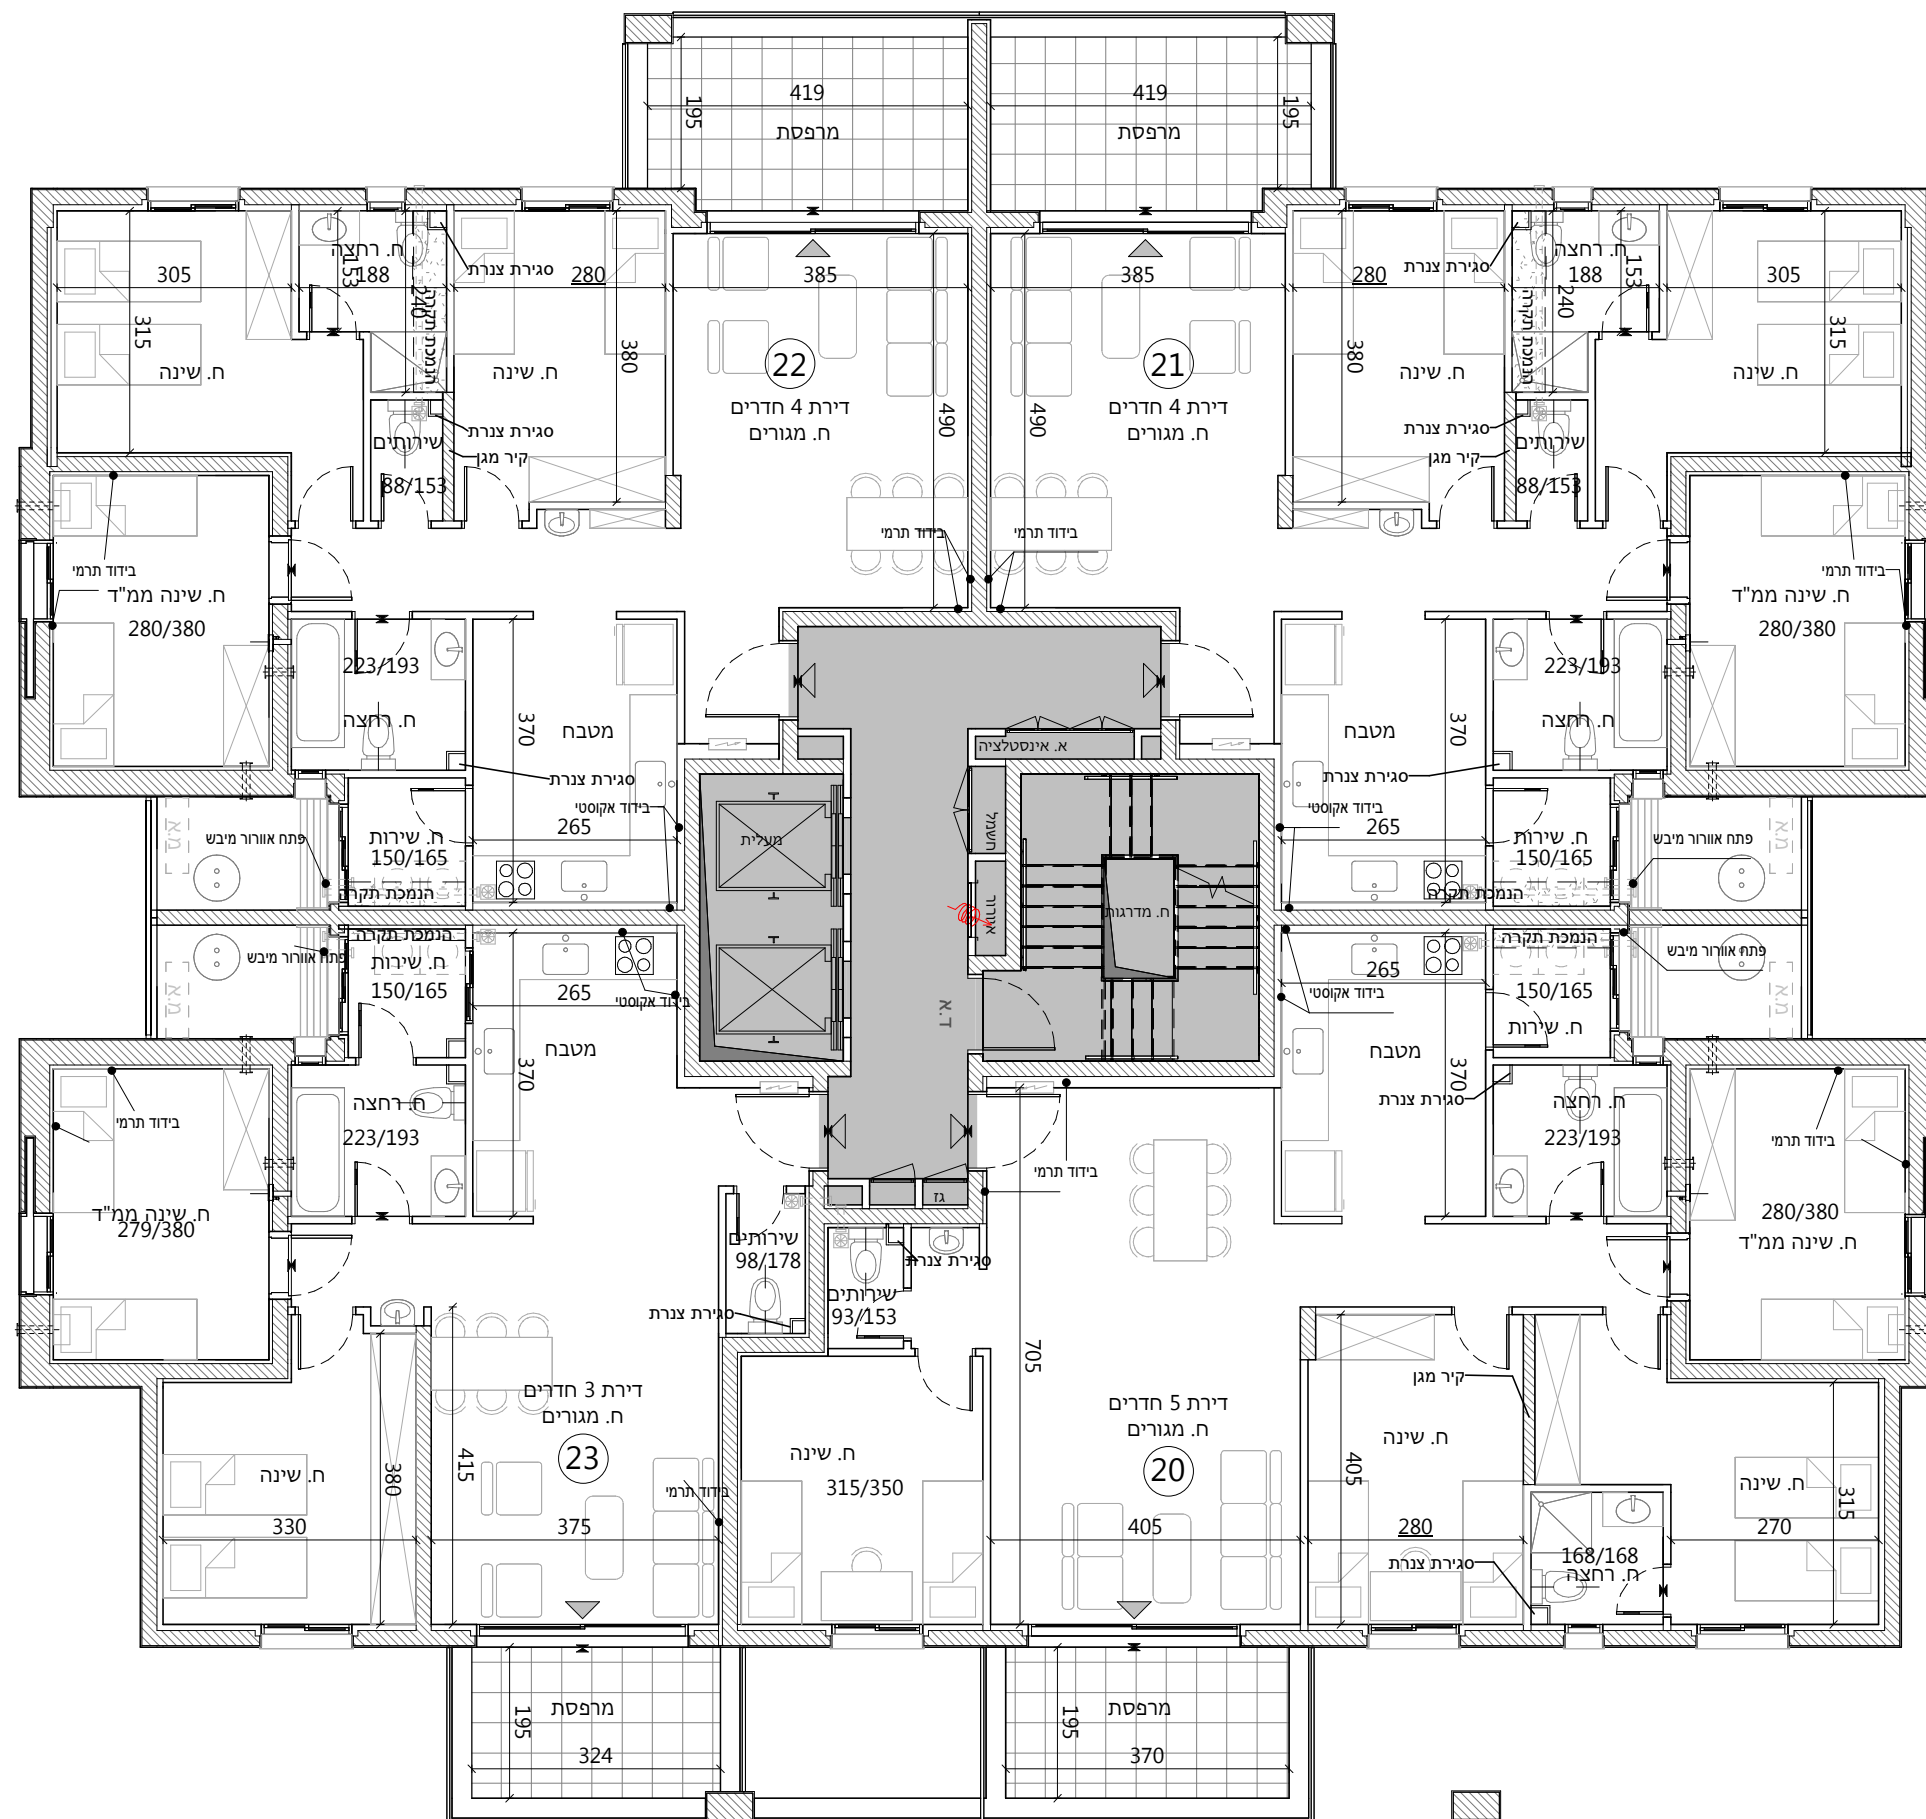 419
195
מרפסת
419
195
מרפסת
ח. רחצה
153
188
240
הנמכת תקרה
סגירת צנרת
305
315
ח. שינה
280
380
ח. שינה
385
22
דירת 4 חדרים
ח. מגורים
490
385
21
דירת 4 חדרים
ח. מגורים
490
280
380
ח. שינה
סגירת צנרת
ח. רחצה
153
188
240
הנמכת תקרה
305
315
ח. שינה
סגירת צנרת
שירותים
קיר מגן
88/153
סגירת צנרת
שירותים
קיר מגן
88/153
בידוד תרמי
בידוד תרמי
בידוד תרמי
ח. שינה ממ"ד
280/380
בידוד תרמי
ח. שינה ממ"ד
280/380
223/193
ח. רחצה
370
מטבח
סגירת צנרת
בידוד אקוסטי
265
223/193
ח. רחצה
370
מטבח
סגירת צנרת
בידוד אקוסטי
265
א. אינסטלציה
חשמל
מעלית
אוורור
ח. מדרגות
מ.א
פתח אוורור מיבש
ח. שירות
150/165
הנמכת תקרה
מ.א
פתח אוורור מיבש
ח. שירות
150/165
הנמכת תקרה
הנמכת תקרה
ח. שירות
150/165
פתח אוורור מיבש
מ.א
265
בידוד אקוסטי
מטבח
370
הנמכת תקרה
150/165
ח. שירות
פתח אוורור מיבש
מ.א
265
בידוד אקוסטי
מטבח
370
ד.א
ח. רחצה
223/193
בידוד תרמי
ח. שינה ממ"ד
279/380
סגירת צנרת
ח. רחצה
223/193
בידוד תרמי
280/380
ח. שינה ממ"ד
בידוד תרמי
גז
שירותים
98/178
סגירת צנרת
סגירת צנרת
שירותים
93/153
705
דירת 3 חדרים
ח. מגורים
23
415
375
בידוד תרמי
ח. שינה
380
330
ח. שינה
315/350
דירת 5 חדרים
ח. מגורים
20
405
קיר מגן
ח. שינה
405
280
סגירת צנרת
168/168
ח. רחצה
ח. שינה
315
270
מרפסת
195
324
מרפסת
195
370